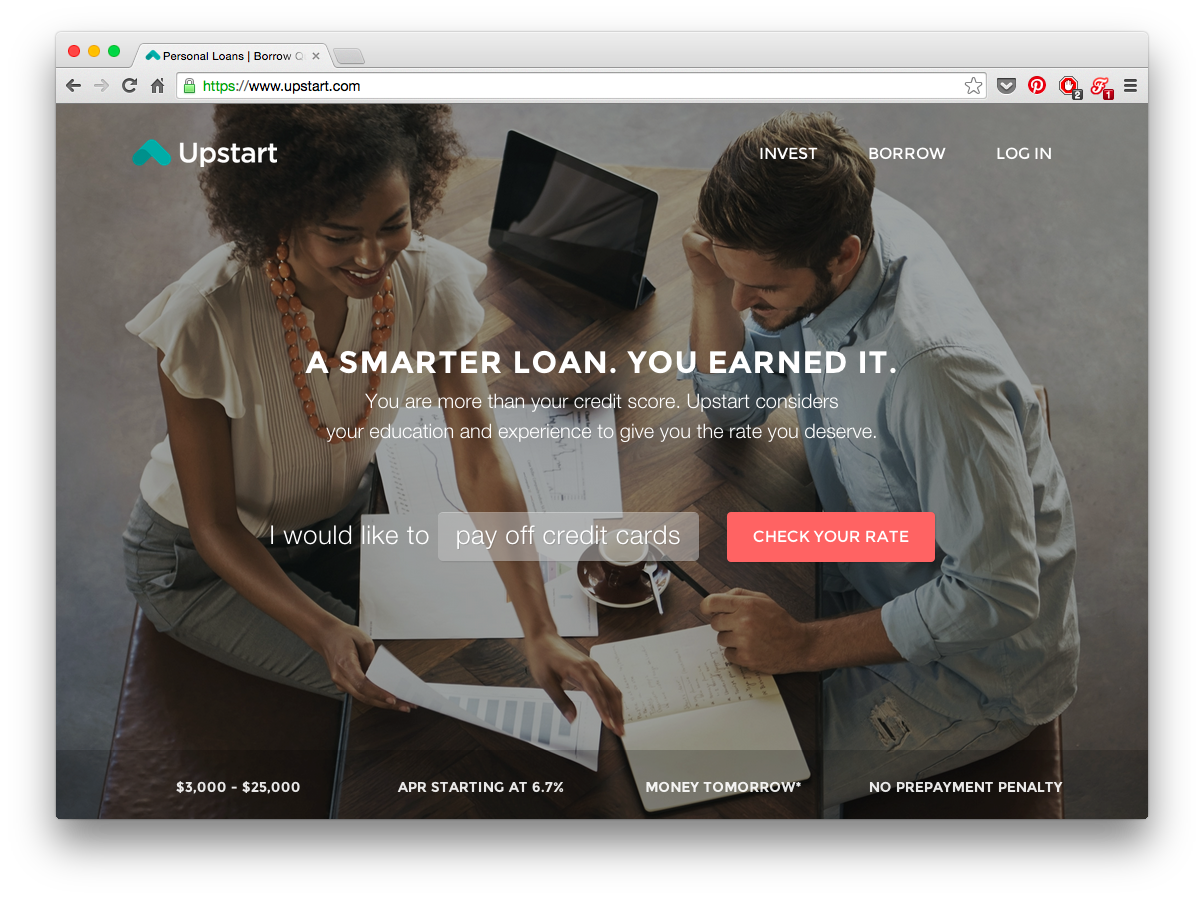 Personal Loans | Borrow
https://www.upstart.com
2
1
Upstart
INVEST
BORROW
LOG IN
A SMARTER LOAN. YOU EARNED IT.
You are more than your credit score. Upstart considers
your education and experience to give you the rate you deserve.
I would like to pay off credit cards
CHECK YOUR RATE
$3,000 - $25,000
APR STARTING AT 6.7%
MONEY TOMORROW*
NO PREPAYMENT PENALTY